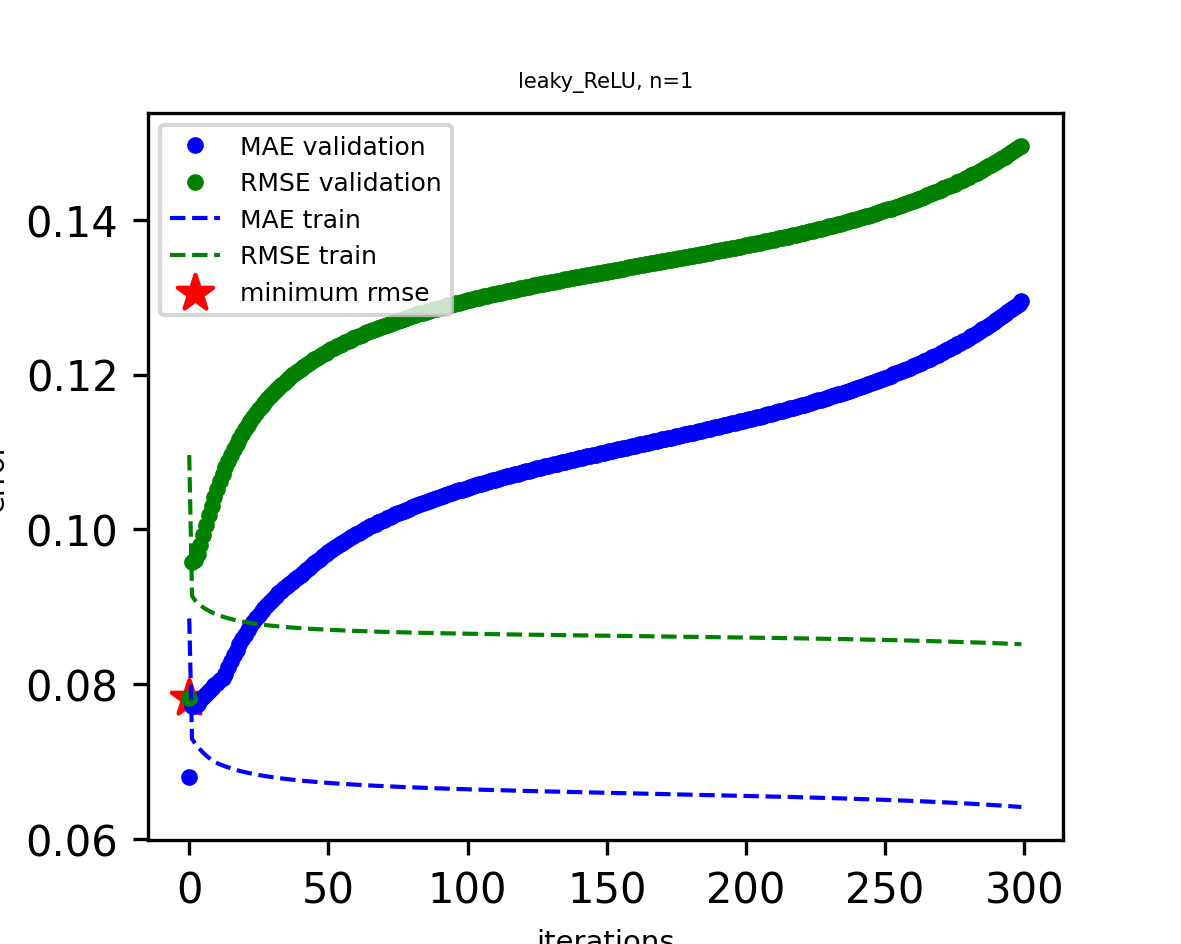 leaky_ReLU, n=1
MAE validation
RMSE validation
MAE train
RMSE train
minimum rmse
0.14
0.12
0.10
0.08
0.06
0 50 100 150 200 250 300
iterations